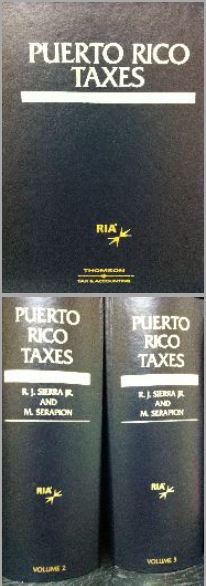 PUERTO RICO
TAXES
RIA
THOMSON
TAX & ACCOUNTING
PUERTO
RICO
TAXES
R. J. SIERRA JR.
AND
M. SERAPION
RIA
VOLUME 2
PUERTO
RICO
TAXES
R. J. SIERRA JR.
AND
M. SERAPION
RIA
VOLUME 3